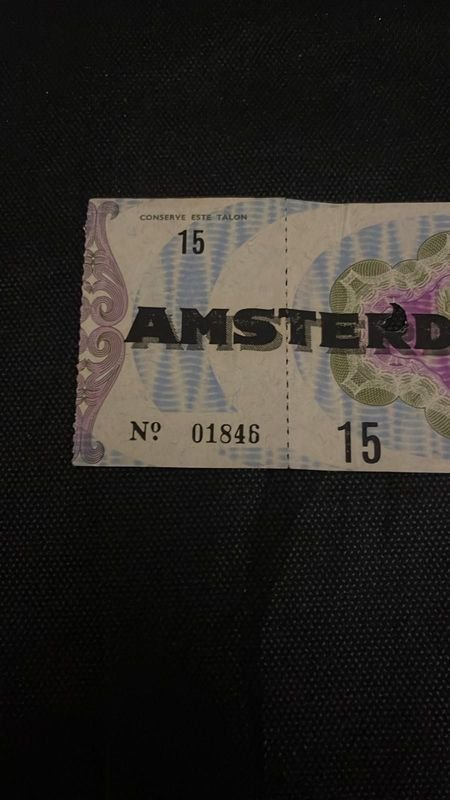 CONSERVE ESTE TALON
15
AMSTERD
Nº 01846
15